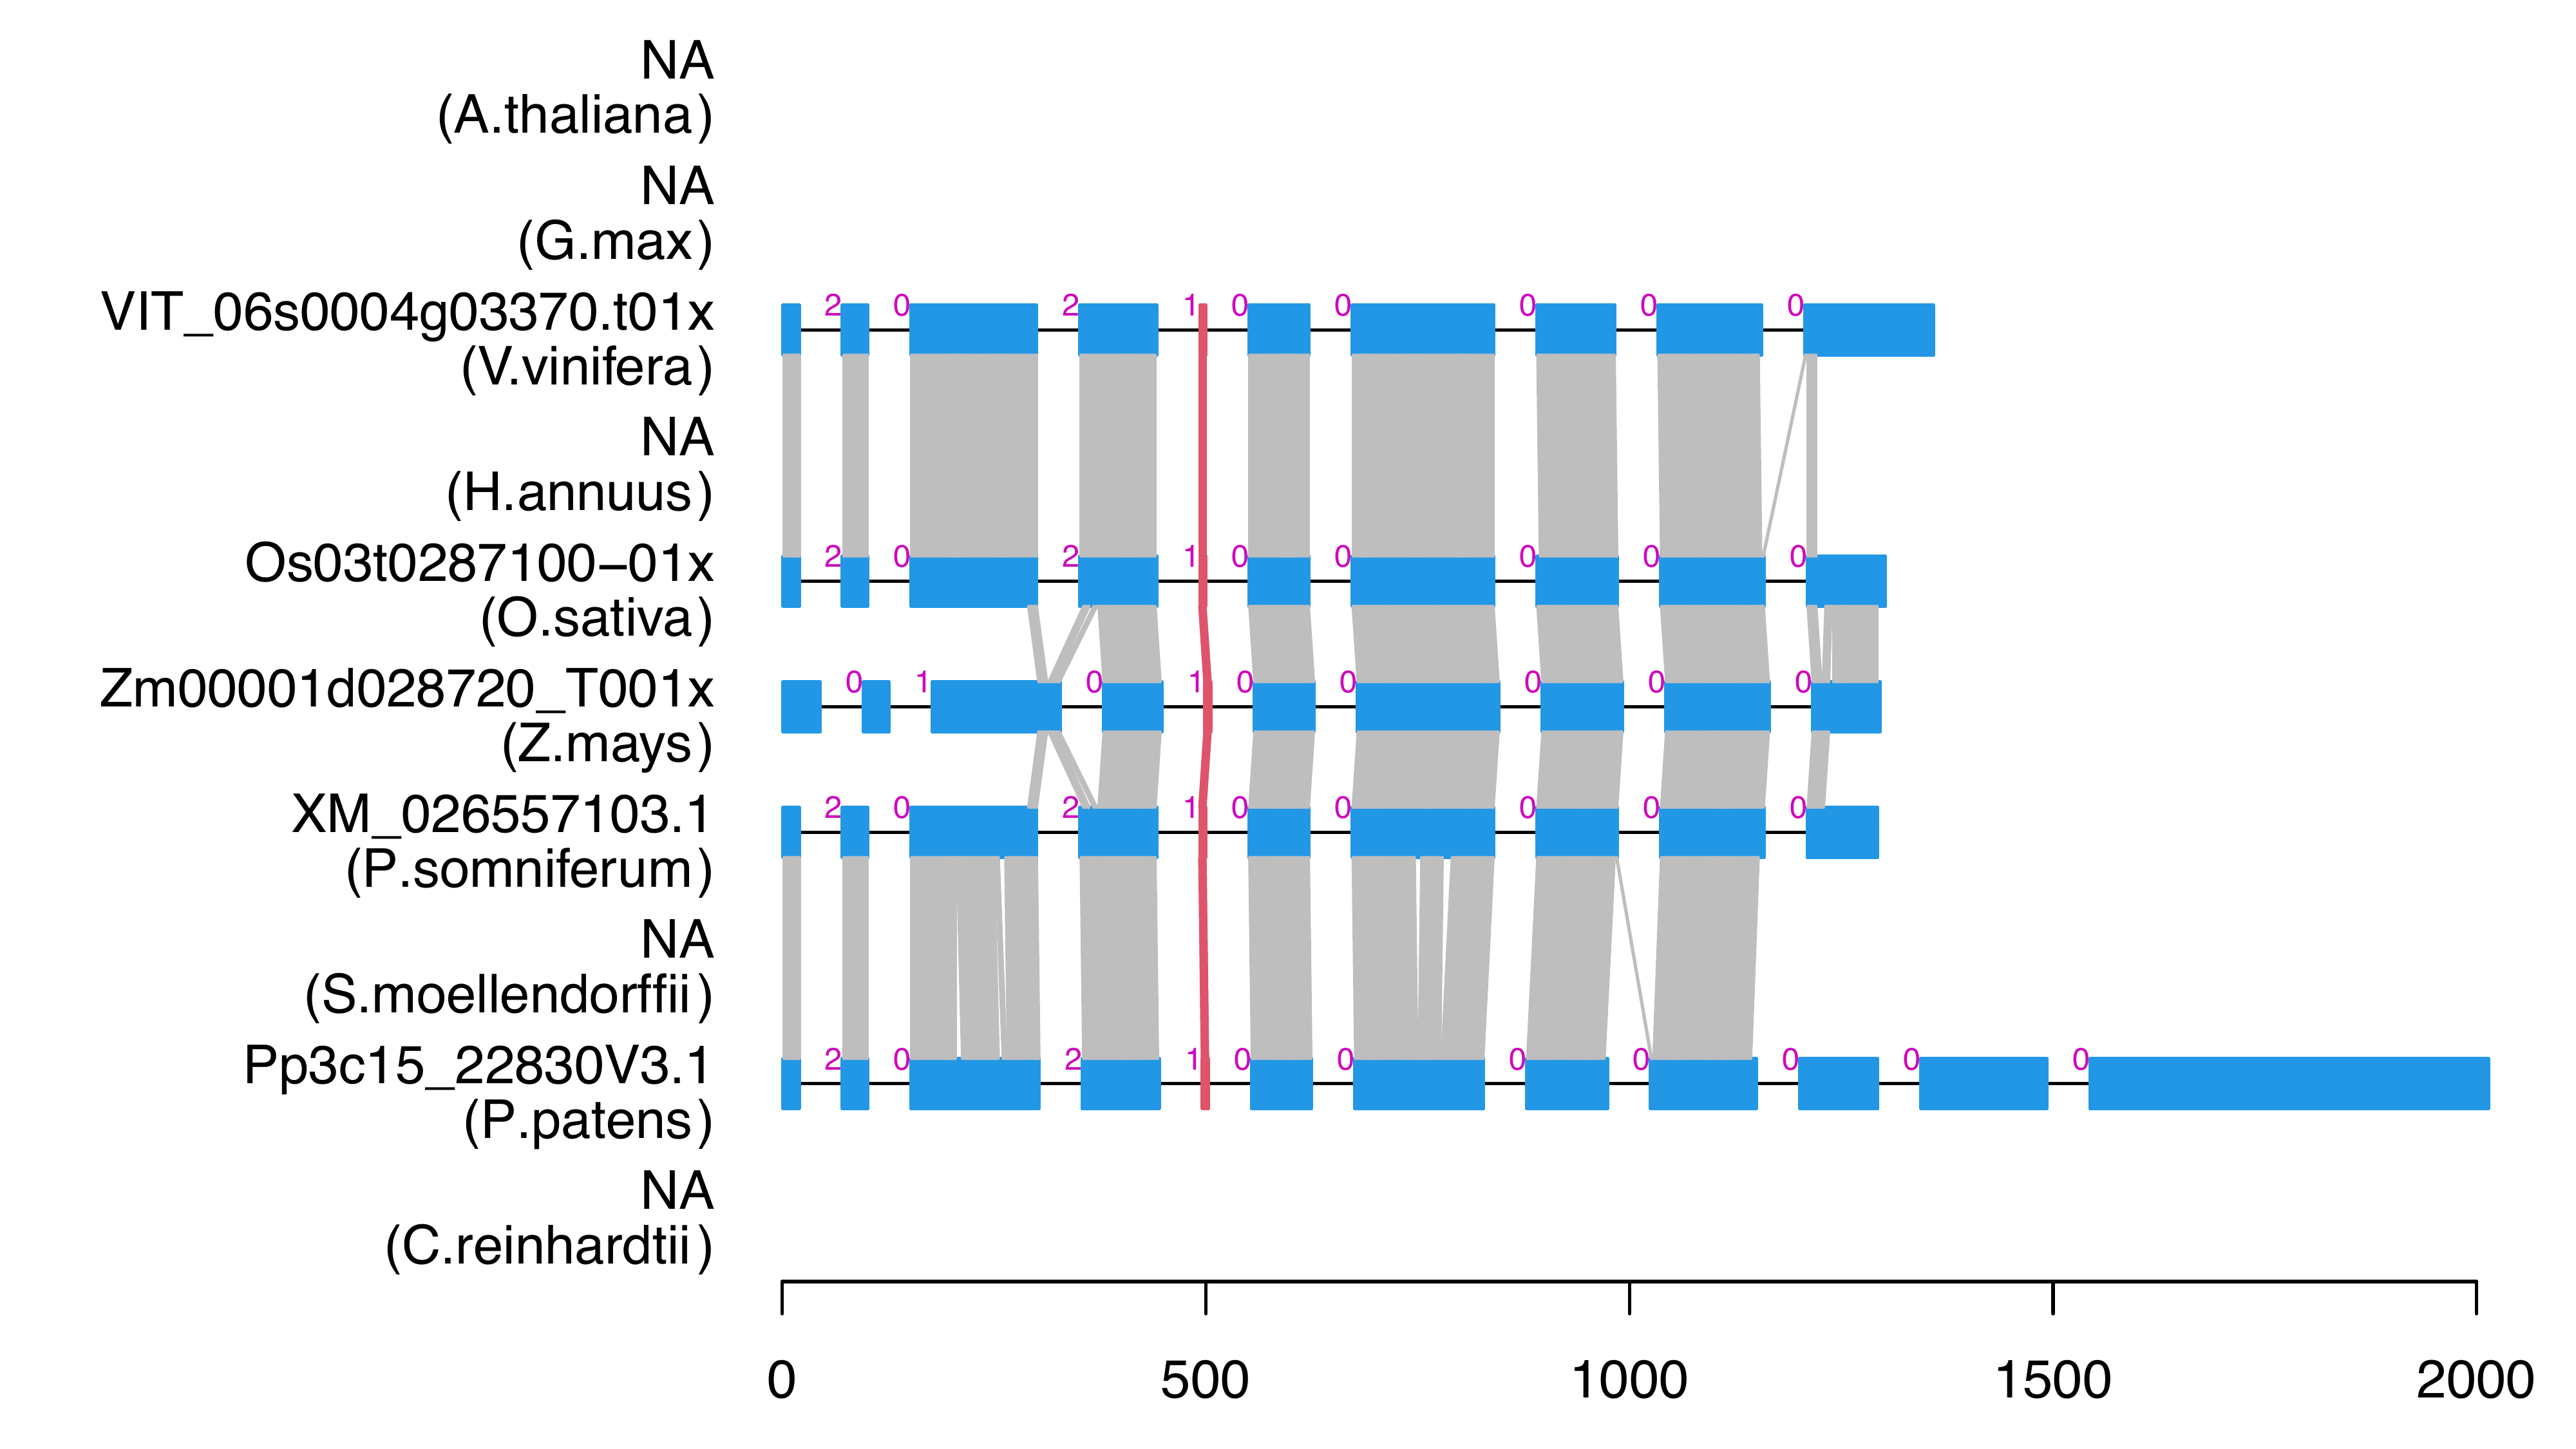 NA
(A.thaliana)
NA
(G.max)
VIT_06s0004g03370.t01x
2 0 2 1 0 0 0 0 0
(V.vinifera)
NA
(H.annuus)
Os03t0287100−01x
2 0 2 1 0 0 0 0 0
(O.sativa)
Zm00001d028720_T001x
0 1 0 1 0 0 0 0 0
(Z.mays)
XM_026557103.1
2 0 2 1 0 0 0 0 0
(P.somniferum)
NA
(S.moellendorffii)
Pp3c15_22830V3.1
2 0 2 1 0 0 0 0 0 0 0
(P.patens)
NA
(C.reinhardtii)
0 500 1000 1500 2000